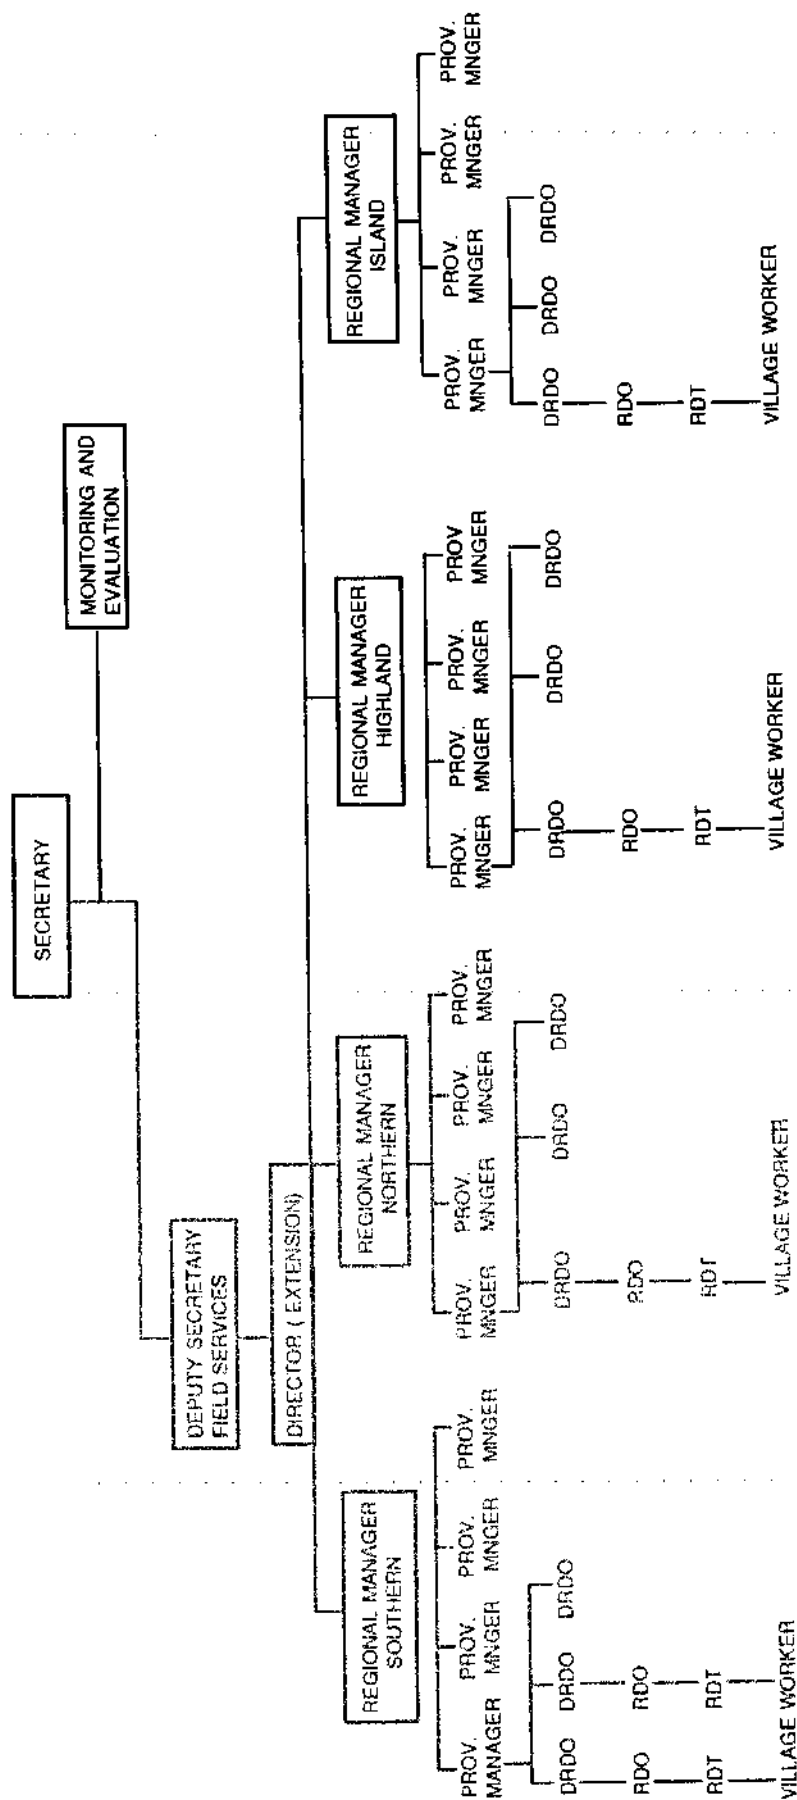 SECRETARY
MONITORING AND
EVALUATION
DEPUTY SECRETARY
FIELD SERVICES
DIRECTOR ( EXTENSION)
REGIONAL MANAGER
SOUTHERN
REGIONAL MANAGER
NORTHERN
REGIONAL MANAGER
HIGHLAND
REGIONAL MANAGER
ISLAND
PROV.
MANAGER
PROV.
MNGER
PROV.
MNGER
PROV.
MNGER
PROV.
MNGER
PROV.
MNGER
PROV.
MNGER
PROV.
MNGER
PROV.
MNGER
PROV.
MNGER
PROV.
MNGER
PROV
MNGER
PROV.
MNGER
PROV.
MNGER
PROV.
MNGER
PROV.
MNGER
DRDO
DRDO
DRDO
DRDO
DRDO
DRDO
DRDO
DRDO
DRDO
DRDO
DRDO
DRDO
RDO
RDO
RDO
RDO
RDO
RDT
RDT
RDT
RDT
RDT
VILLAGE WORKER
VILLAGE WORKER
VILLAGE WORKER
VILLAGE WORKER